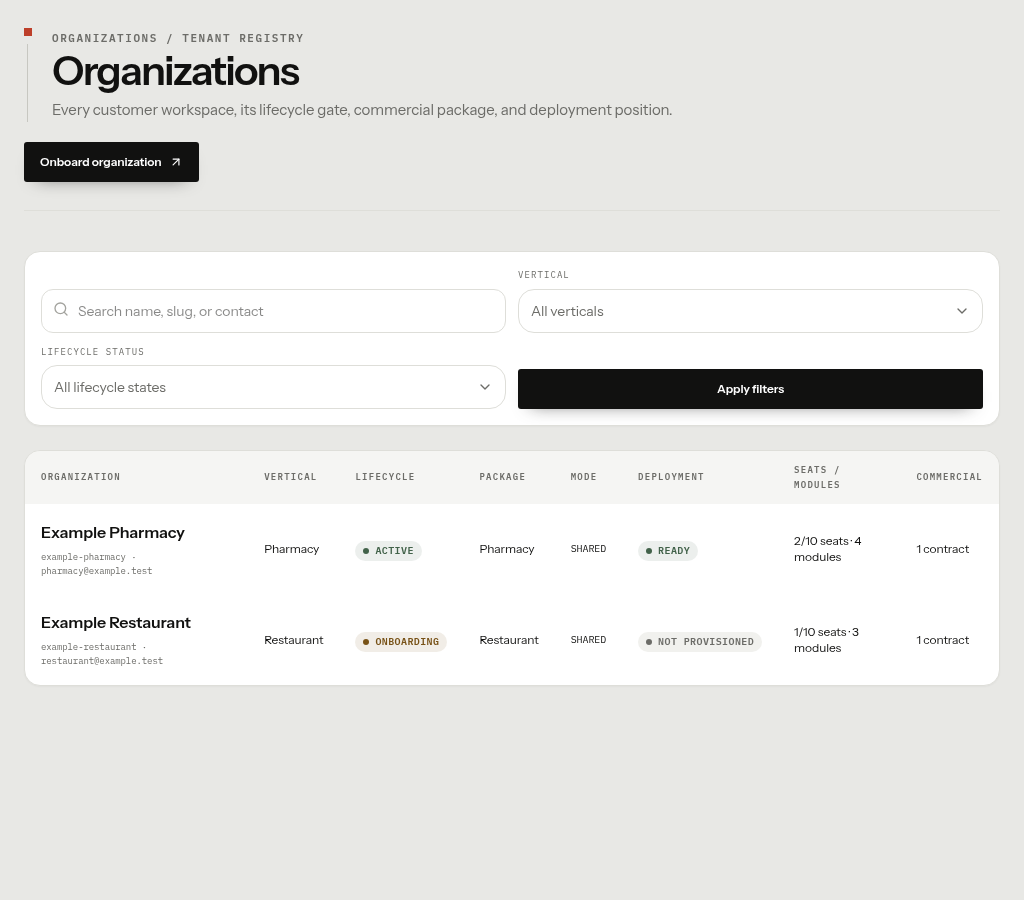 ORGANIZATIONS / TENANT REGISTRY
Organizations
Every customer workspace, its lifecycle gate, commercial package, and deployment position.
Onboard organization
VERTICAL
Search name, slug, or contact
All verticals
LIFECYCLE STATUS
All lifecycle states
Apply filters
ORGANIZATION VERTICAL LIFECYCLE PACKAGE MODE DEPLOYMENT SEATS / MODULES COMMERCIAL
Example Pharmacy
example-pharmacy ·
pharmacy@example.test
Pharmacy
ACTIVE
Pharmacy
SHARED
READY
2/10 seats · 4
modules
1 contract
Example Restaurant
example-restaurant ·
restaurant@example.test
Restaurant
ONBOARDING
Restaurant
SHARED
NOT PROVISIONED
1/10 seats · 3
modules
1 contract